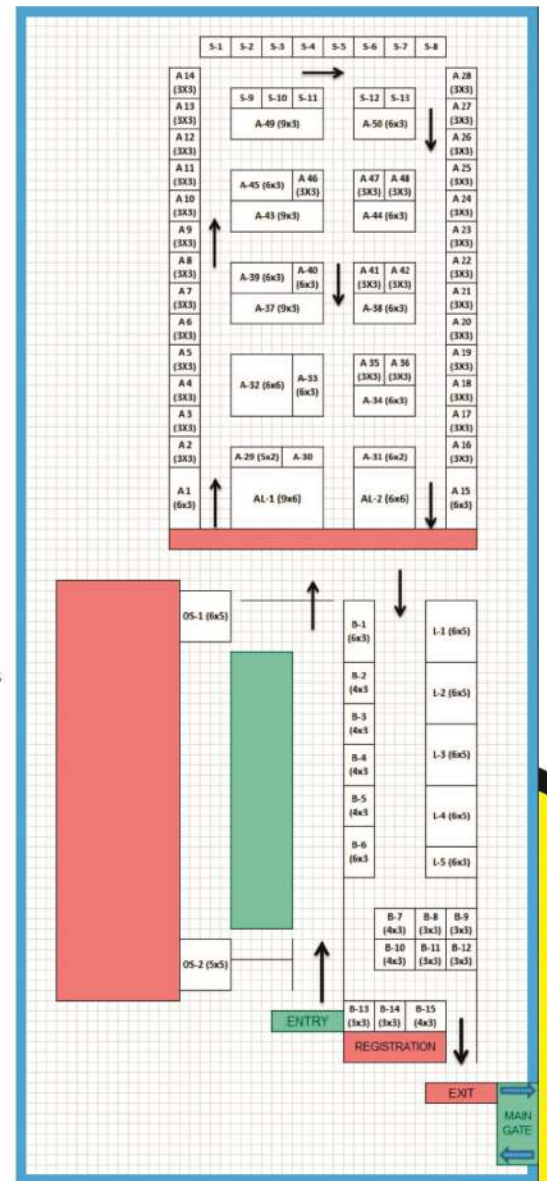 S-1 S-2 S-3 S-4 S-5 S-6 S-7 S-8
A 14
(3X3)
A 13
(3X3)
A 12
(3X3)
A 11
(3X3)
A 10
(3X3)
A 9
(3X3)
A 8
(3X3)
A 7
(3X3)
A 6
(3X3)
A 5
(3X3)
A 4
(3X3)
A 3
(3X3)
A 2
(3X3)
A 1
(6x3)
S-9 S-10 S-11
A-49 (9x3)
S-12 S-13
A-50 (6x3)
A-45 (6x3)
A 46
(3X3)
A-43 (9x3)
A 47
(3X3)
A 48
(3X3)
A-44 (6x3)
A-39 (6x3)
A-40
(6x3)
A-37 (9x3)
A 41
(3X3)
A 42
(3X3)
A-38 (6x3)
A-32 (6x6)
A-33
(6x3)
A 35
(3X3)
A 36
(3X3)
A-34 (6x3)
A-29 (5x2) A-30
AL-1 (9x6)
A-31 (6x2)
AL-2 (6x6)
A 28
(3X3)
A 27
(3X3)
A 26
(3X3)
A 25
(3X3)
A 24
(3X3)
A 23
(3X3)
A 22
(3X3)
A 21
(3X3)
A 20
(3X3)
A 19
(3X3)
A 18
(3X3)
A 17
(3X3)
A 16
(3X3)
A 15
(6x3)
OS-1 (6x5)
OS-2 (5x5)
B-1
(6x3)
B-2
(4x3
B-3
(4x3
B-4
(4x3
B-5
(4x3
B-6
(6x3
L-1 (6x5)
L-2 (6x5)
L-3 (6x5)
L-4 (6x5)
L-5 (6x3)
B-7
(4x3)
B-8
(3x3)
B-9
(3x3)
B-10
(4x3)
B-11
(3x3)
B-12
(3x3)
B-13
(3x3)
B-14
(3x3)
B-15
(4x3)
ENTRY
REGISTRATION
EXIT
MAIN
GATE